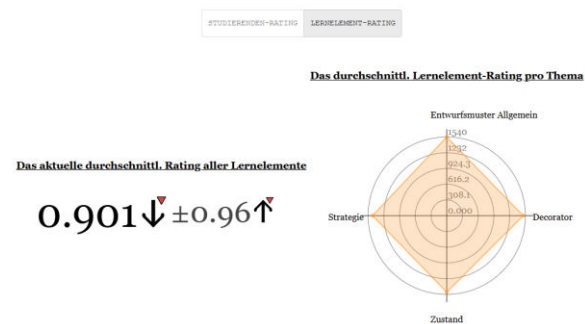 STUDIERENDEN-RATING LERNELEMENT-RATING
Das durchschnittl. Lernelement-Rating pro Thema
Entwurfsmuster Allgemein
1540
1232
924.3
616.2
308.1
0.000
Strategie
Decorator
Zustand
Das aktuelle durchschnittl. Rating aller Lernelemente
0.901 ±0.96